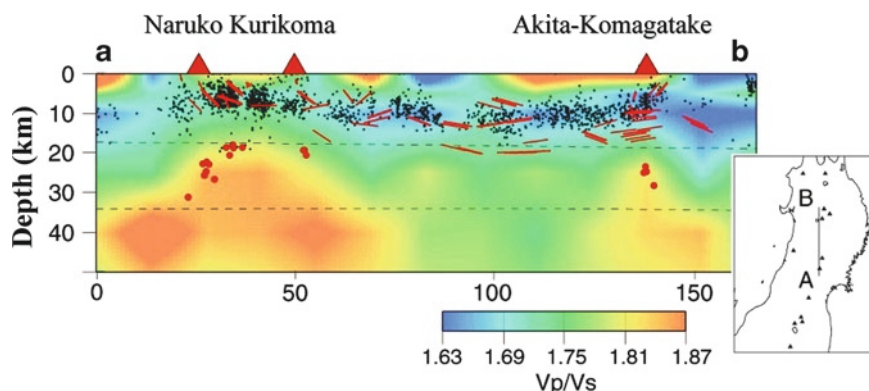 Naruko Kurikoma Akita-Komagatake
a b
0
10
20
30
40
Depth (km)
0 50 100 150
B
A
1.63 1.69 1.75 1.81 1.87
Vp/Vs